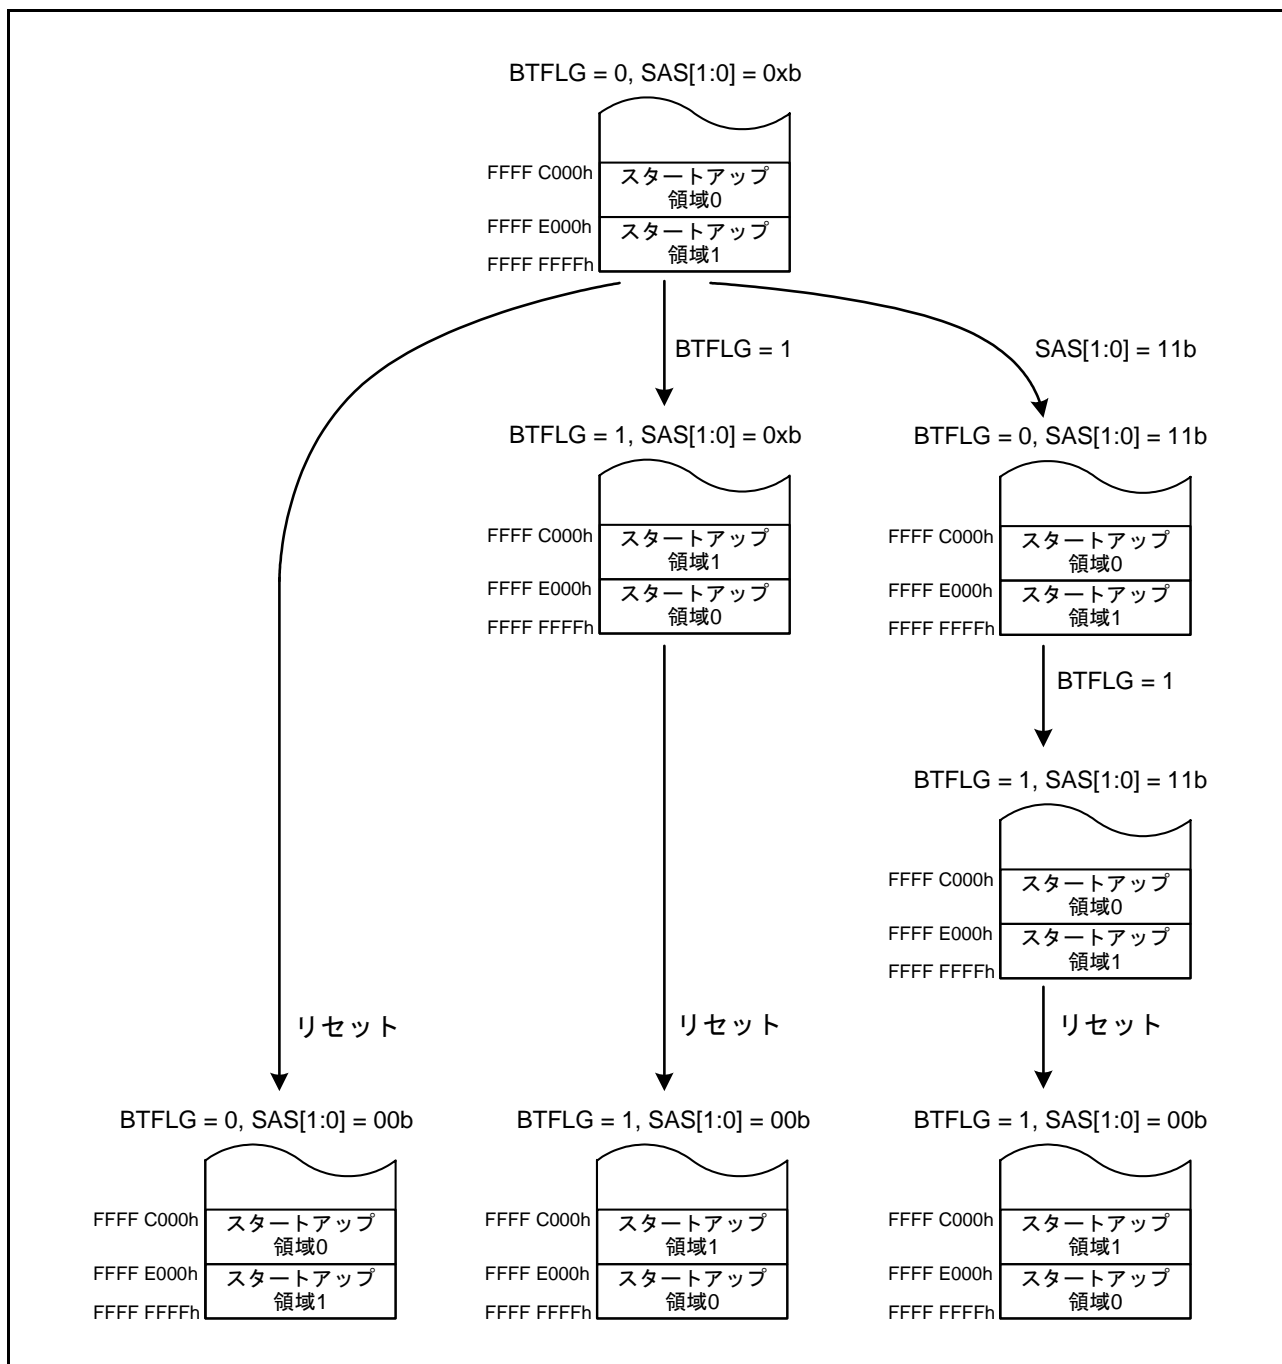 BTFLG = 0, SAS[1:0] = 0xb
FFFF C000h
スタートアップ
領域0
FFFF E000h
スタートアップ
領域1
FFFF FFFFh
BTFLG = 1
SAS[1:0] = 11b
BTFLG = 1, SAS[1:0] = 0xb
FFFF C000h
スタートアップ
領域1
FFFF E000h
スタートアップ
領域0
FFFF FFFFh
BTFLG = 0, SAS[1:0] = 11b
FFFF C000h
スタートアップ
領域0
FFFF E000h
スタートアップ
領域1
FFFF FFFFh
BTFLG = 1
BTFLG = 1, SAS[1:0] = 11b
FFFF C000h
スタートアップ
領域0
FFFF E000h
スタートアップ
領域1
FFFF FFFFh
リセット
リセット
リセット
BTFLG = 0, SAS[1:0] = 00b
FFFF C000h
スタートアップ
領域0
FFFF E000h
スタートアップ
領域1
FFFF FFFFh
BTFLG = 1, SAS[1:0] = 00b
FFFF C000h
スタートアップ
領域1
FFFF E000h
スタートアップ
領域0
FFFF FFFFh
BTFLG = 1, SAS[1:0] = 00b
FFFF C000h
スタートアップ
領域1
FFFF E000h
スタートアップ
領域0
FFFF FFFFh